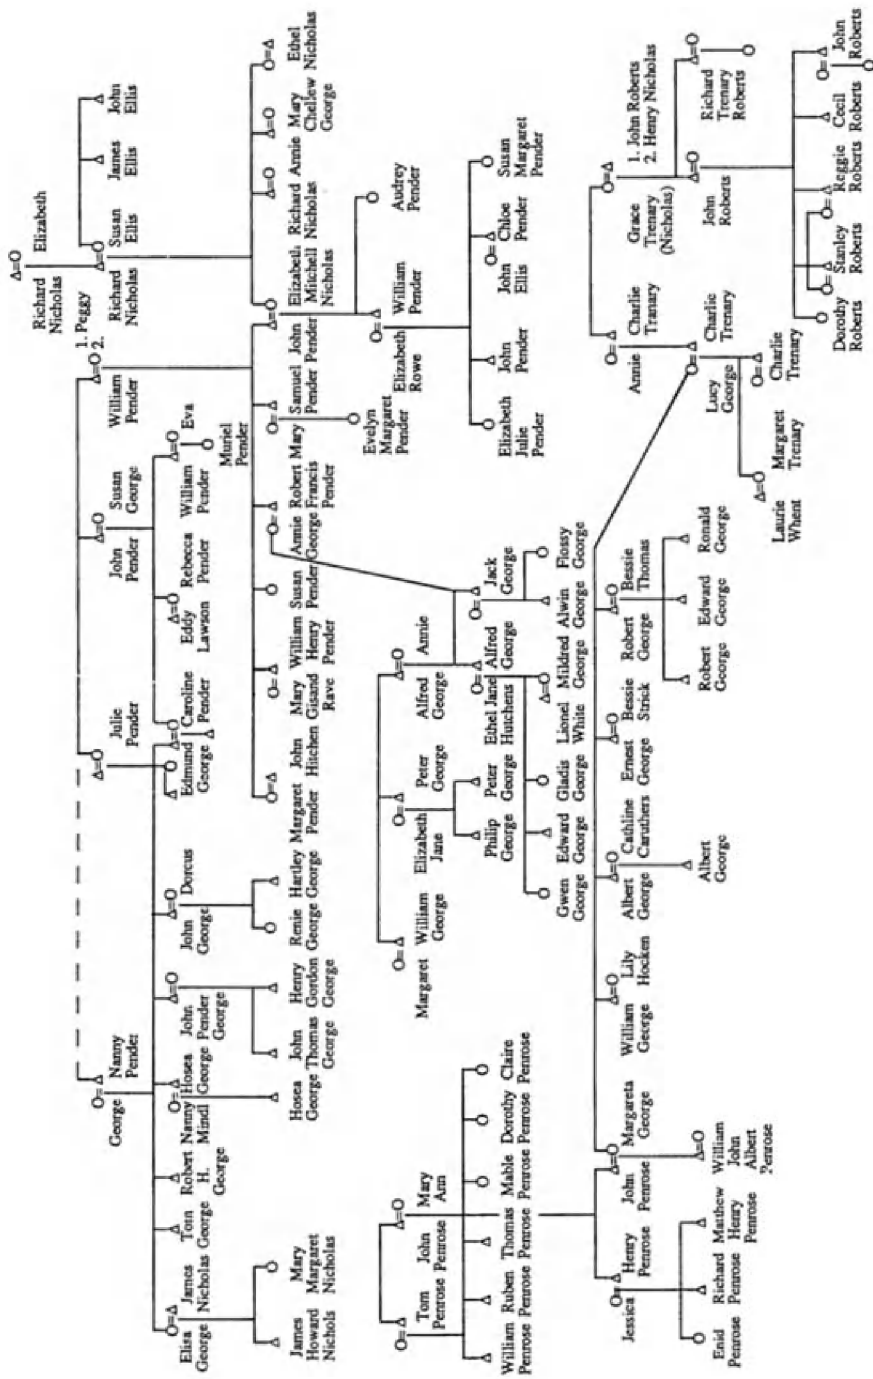 Richard
Nicholas
Elizabeth
George
Nanny
Pender
Julie
Pender
John
Pender
Susan
George
William
Pender
1. Peggy
2.
Richard
Nicholas
Susan
Ellis
James
Ellis
John
Ellis
Elisa
George
James
Nicholas
Tom
George
Robert
H.
George
Nanny
Mindl
Hosea
George
John
Pender
George
John
George
Dorcus
Edmund
George
Caroline
Pender
Eddy
Lawson
Rebecca
Pender
William
Pender
Eva
Muriel
Pender
James
Howard
Nichols
Mary
Margaret
Nicholas
Hosea
George
John
Thomas
George
Henry
Gordon
George
Renie
George
Hartley
George
Margaret
Pender
John
Hitchen
Mary
Gisand
Rave
William
Henry
Pender
Susan
Pender
Annie
George
Robert
Francis
Pender
Mary
Samuel
Pender
John
Pender
Elizabeth
Mitchell
Nicholas
Richard
Nicholas
Annie
Mary
Chellew
George
Ethel
Nicholas
Evelyn
Margaret
Pender
Elizabeth
Rowe
William
Pender
Audrey
Pender
Elizabeth
Julie
Pender
John
Pender
John
Ellis
Chloe
Pender
Susan
Margaret
Pender
Tom
Penrose
John
Penrose
Mary
Ann
Margaret
William
George
Elizabeth
Jane
Peter
George
Alfred
George
Annie
William
Penrose
Ruben
Penrose
Thomas
Penrose
Mable
Penrose
Dorothy
Penrose
Claire
Penrose
Philip
George
Peter
George
Ethel Jane
Hutchens
Alfred
George
Jack
George
Gwen
George
Edward
George
Gladis
George
Lionel
White
Mildred
George
Alwin
George
Flossy
George
Jessica
Henry
Penrose
John
Penrose
Margareta
George
William
George
Lily
Hocken
Albert
George
Cathline
Caruthers
Ernest
George
Bessie
Strick
Robert
George
Bessie
Thomas
Enid
Penrose
Richard
Penrose
Matthew
Henry
Penrose
William
John
Albert
Penrose
Albert
George
Robert
George
Edward
George
Ronald
George
Annie
Charlie
Tranary
Grace
Trenary
(Nicholas)
1. John Roberts
2. Henry Nicholas
Lucy
George
Charlie
Trenary
John
Roberts
Richard
Trenary
Roberts
Laurie
Whent
Margaret
Trenary
Charlie
Trenary
Dorothy
Roberts
Stanley
Roberts
Reggie
Roberts
Cecil
Roberts
John
Roberts